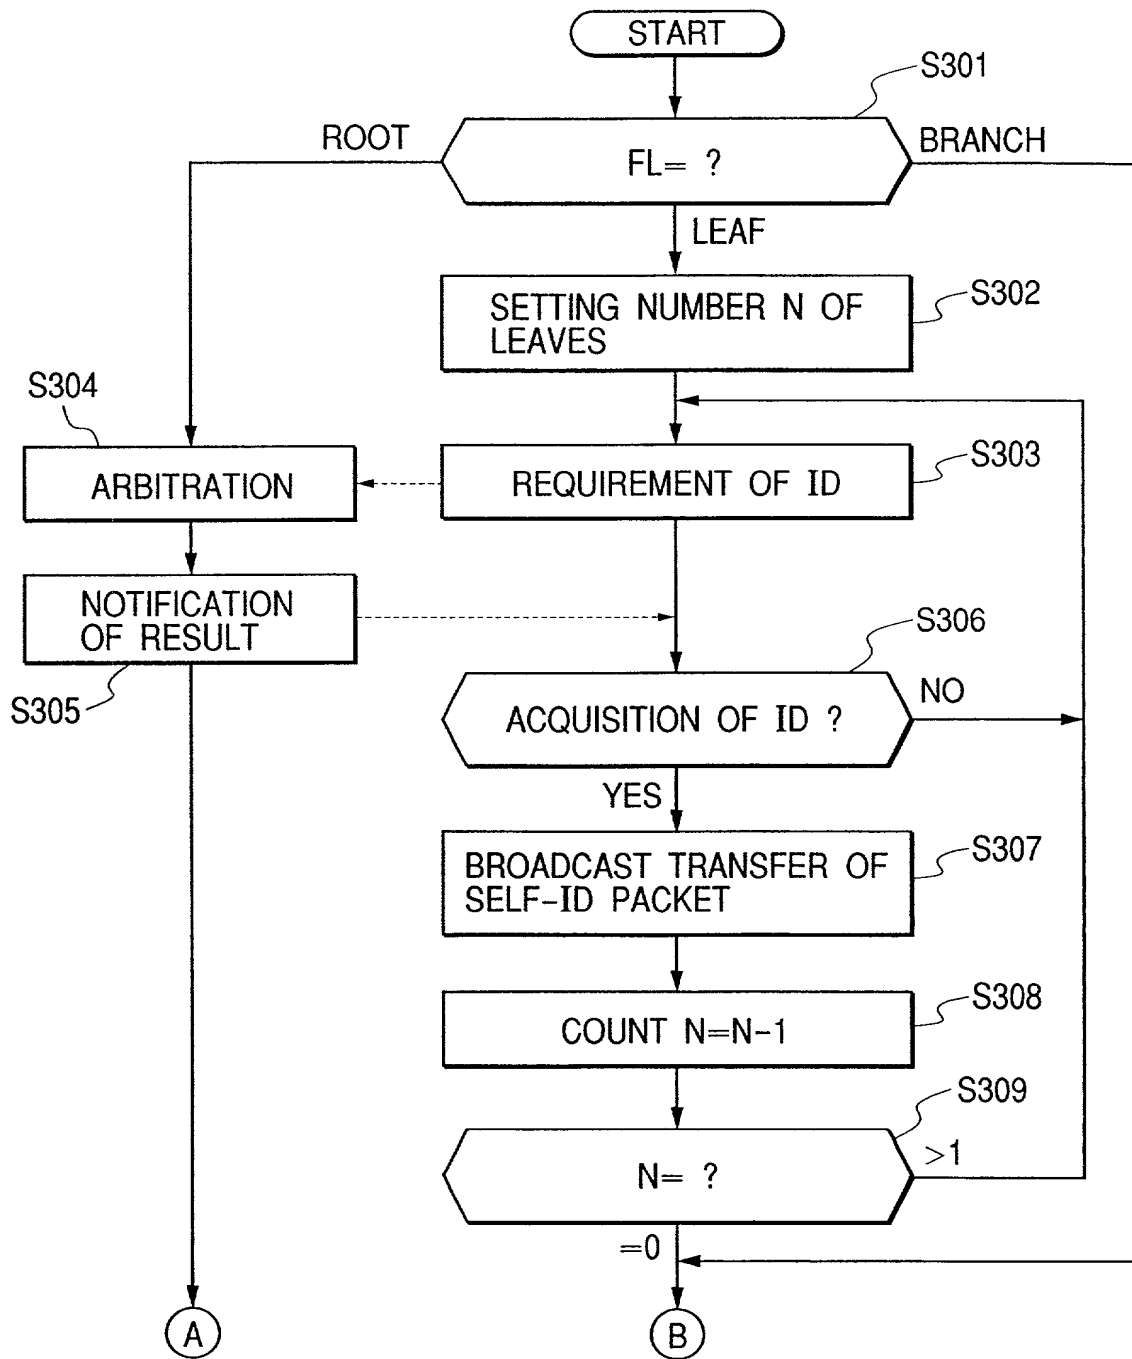 START
S301
ROOT
BRANCH
FL= ?
LEAF
SETTING NUMBER N OF
LEAVES
S302
S304
ARBITRATION
REQUIREMENT OF ID
S303
NOTIFICATION
OF RESULT
S305
S306
ACQUISITION OF ID ?
NO
YES
BROADCAST TRANSFER OF
SELF-ID PACKET
S307
COUNT N=N-1
S308
S309
N= ?
>1
=0
A
B